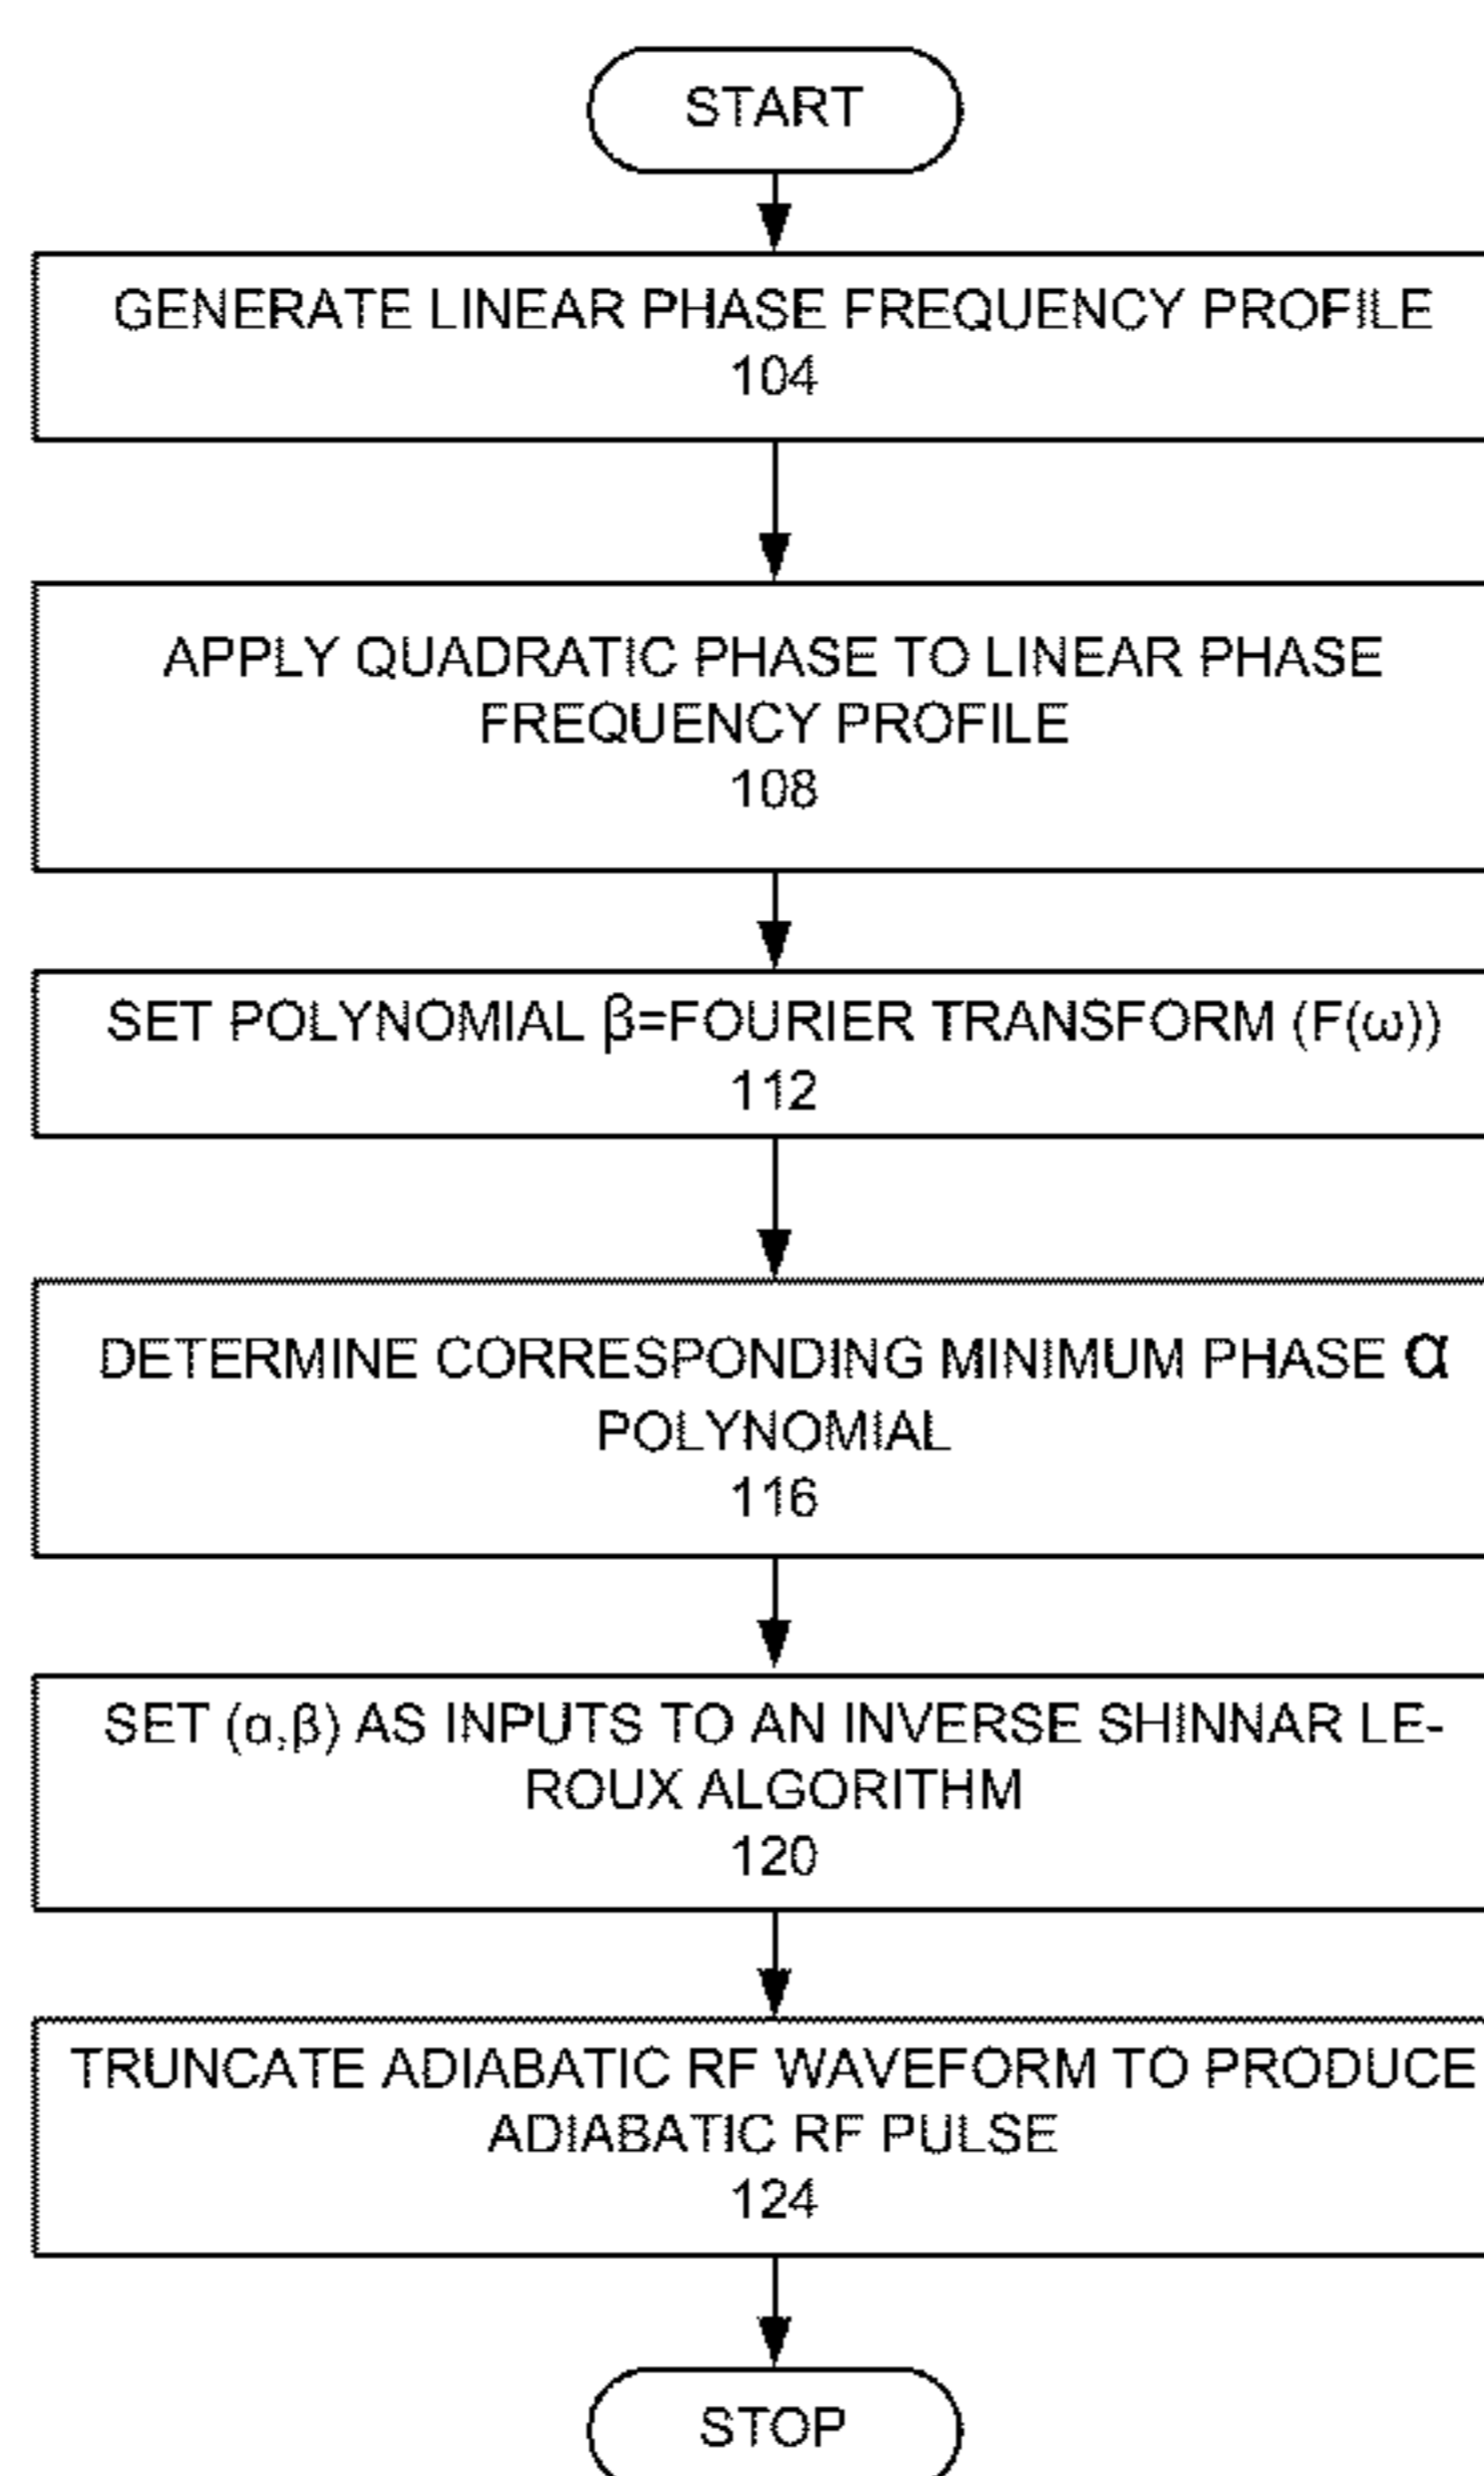 START
GENERATE LINEAR PHASE FREQUENCY PROFILE
104
APPLY QUADRATIC PHASE TO LINEAR PHASE
FREQUENCY PROFILE
108
SET POLYNOMIAL β=FOURIER TRANSFORM (F(ω))
112
DETERMINE CORRESPONDING MINIMUM PHASE α
POLYNOMIAL
116
SET (α,β) AS INPUTS TO AN INVERSE SHINNAR LE-
ROUX ALGORITHM
120
TRUNCATE ADIABATIC RF WAVEFORM TO PRODUCE
ADIABATIC RF PULSE
124
STOP